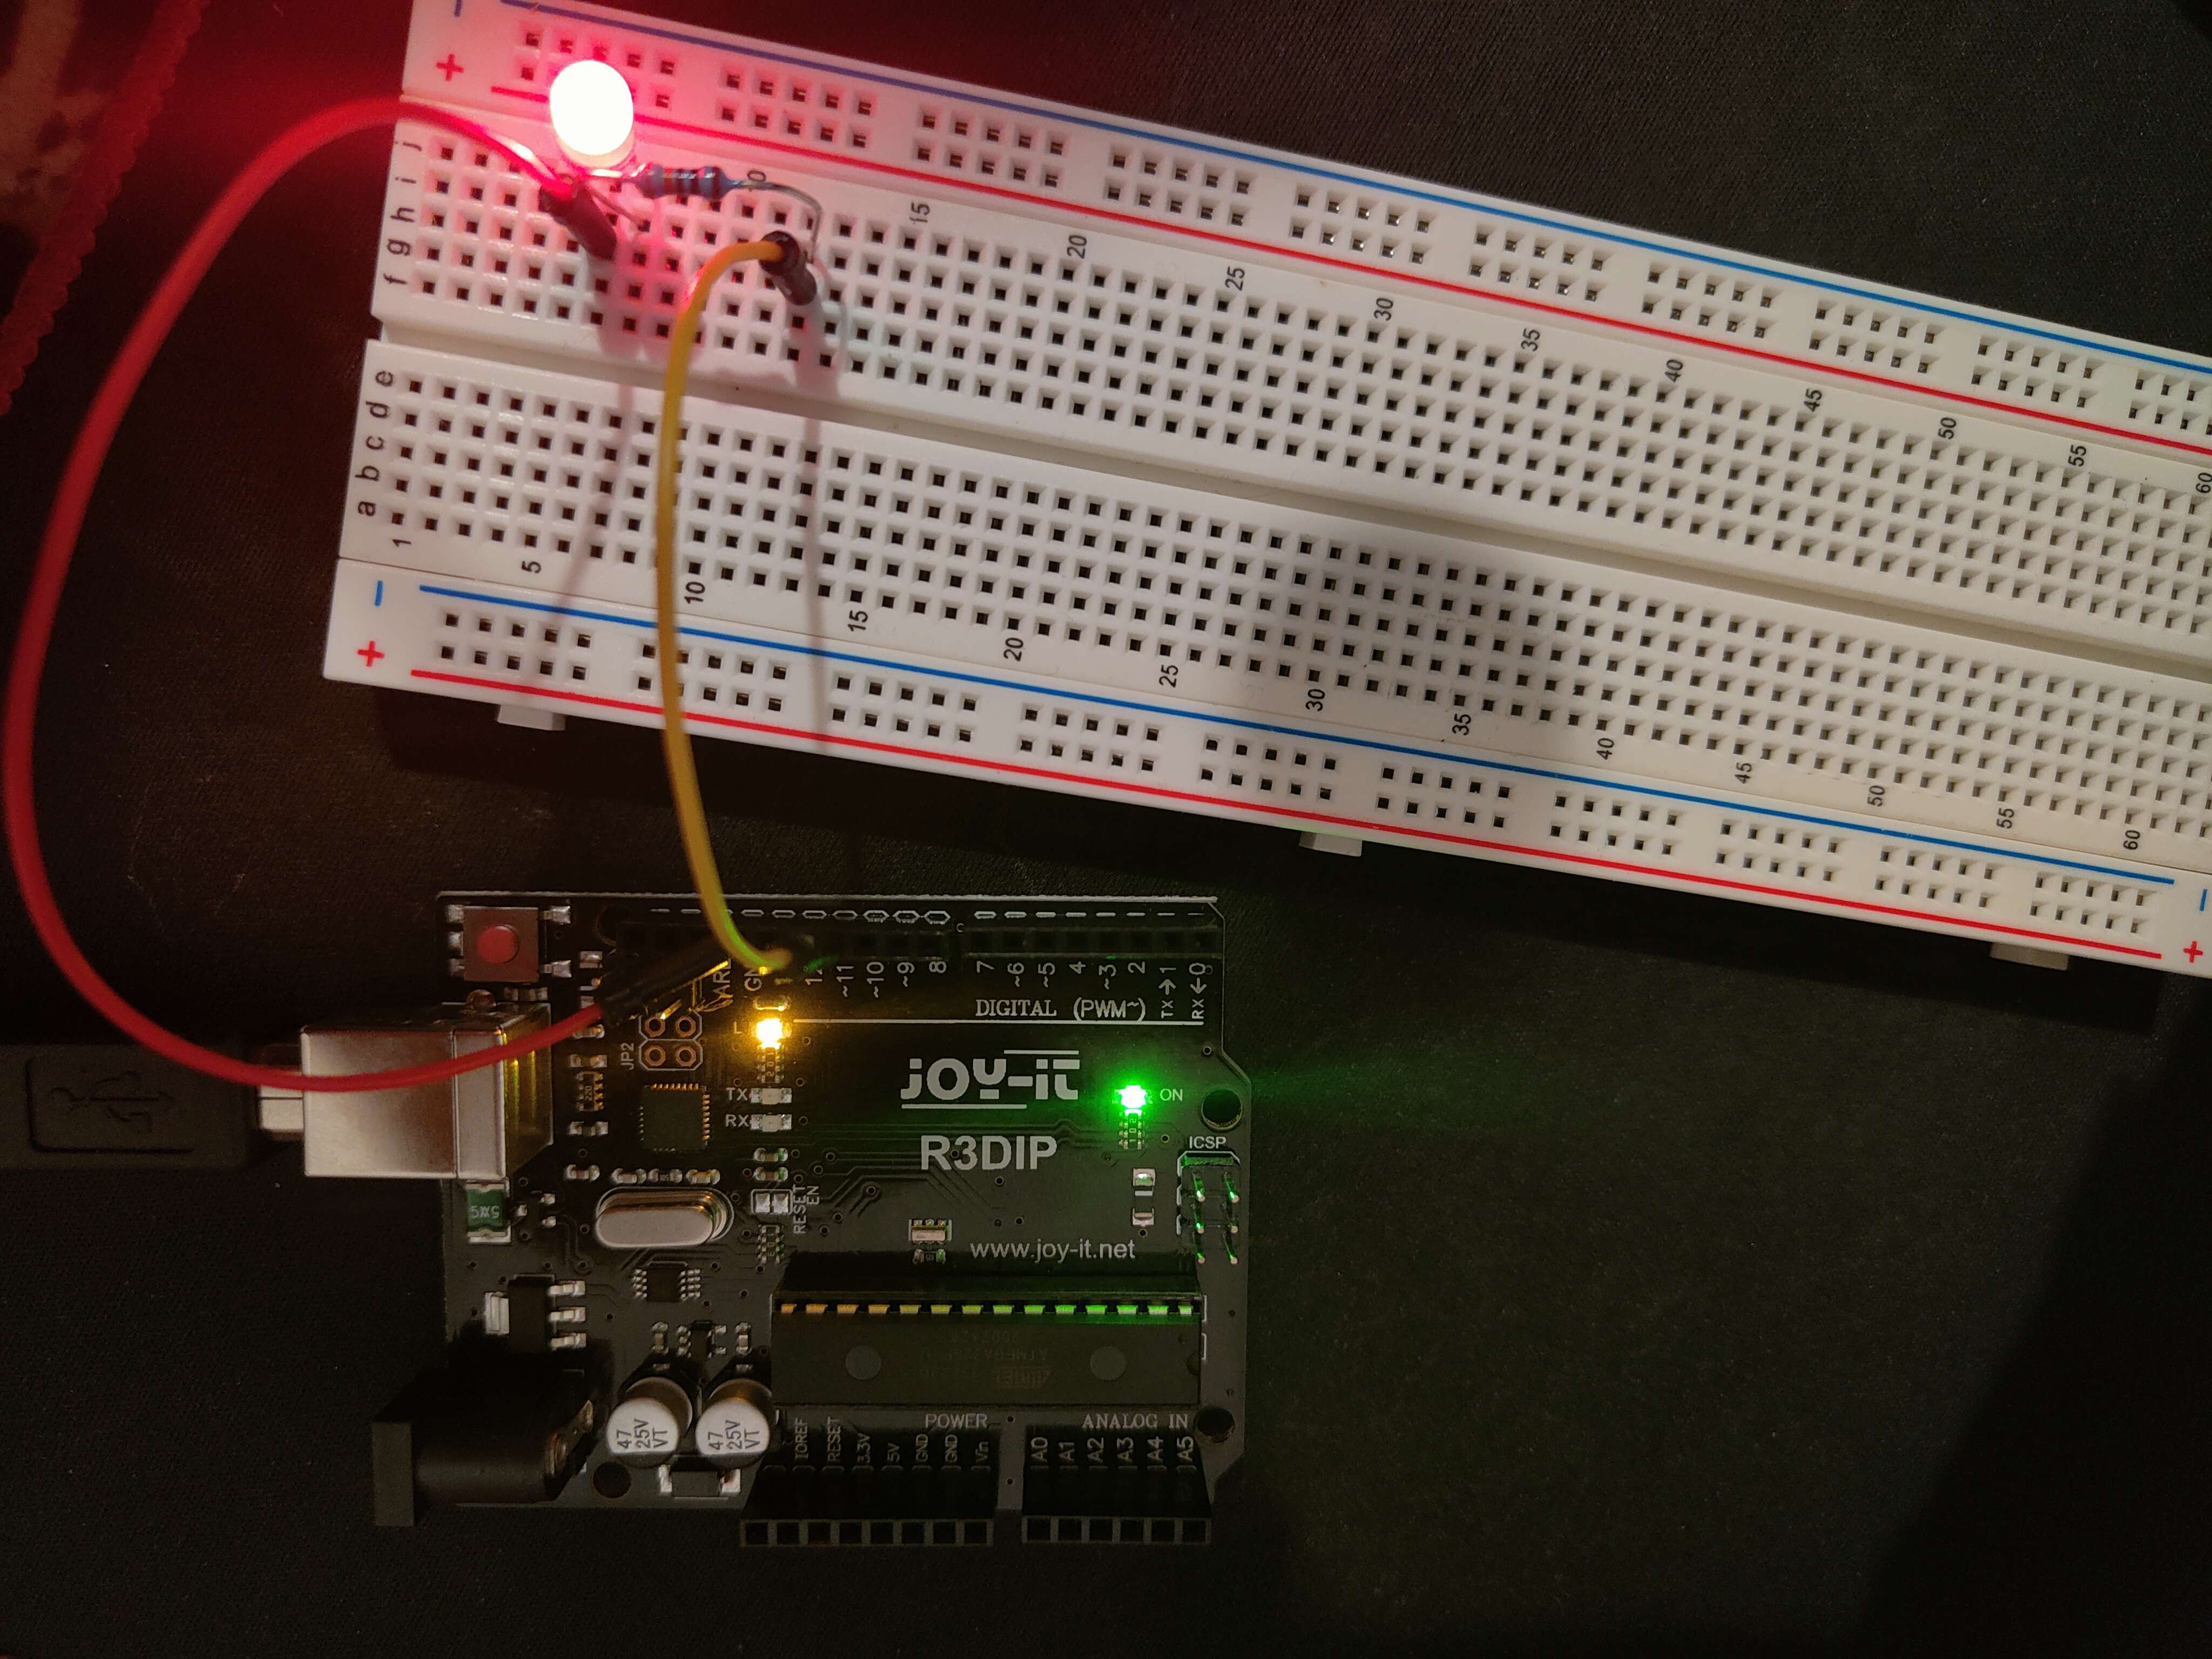 −
+
j
i
h
g
f
10
15
20
25
30
35
40
45
50
55
60
e
d
c
b
a
1
5
10
15
20
25
30
35
40
45
50
55
60
−
+
−
+
~11
~10
~9
8
7
~6
~5
4
~3
2
TX→1
RX←0
DIGITAL (PWM~)
L
JP2
TX
RX
JOY-iT
ON
R3DIP
ICSP
RESET
EN
www.joy-it.net
47
25V
VT
47
25V
VT
POWER
ANALOG IN
IOREF
RESET
3.3V
5V
GND
GND
Vin
A0
A1
A2
A3
A4
A5